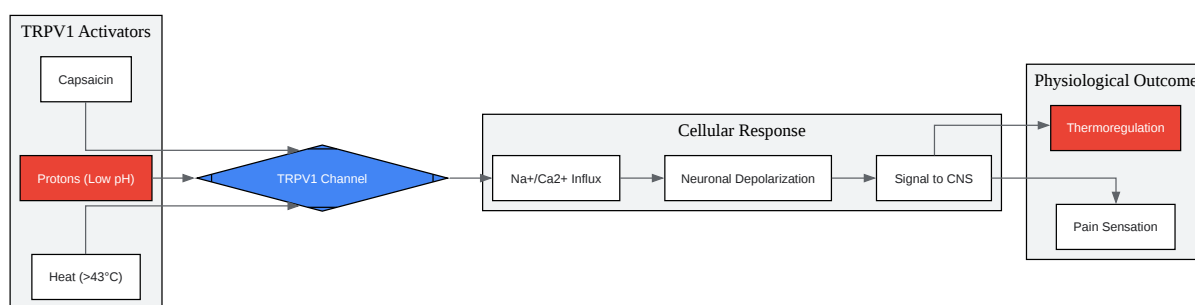 TRPV1 Activators
Capsaicin
Protons (Low pH)
Heat (>43°C)
TRPV1 Channel
Cellular Response
Na+/Ca2+ Influx
Neuronal Depolarization
Signal to CNS
Physiological Outcome
Thermoregulation
Pain Sensation